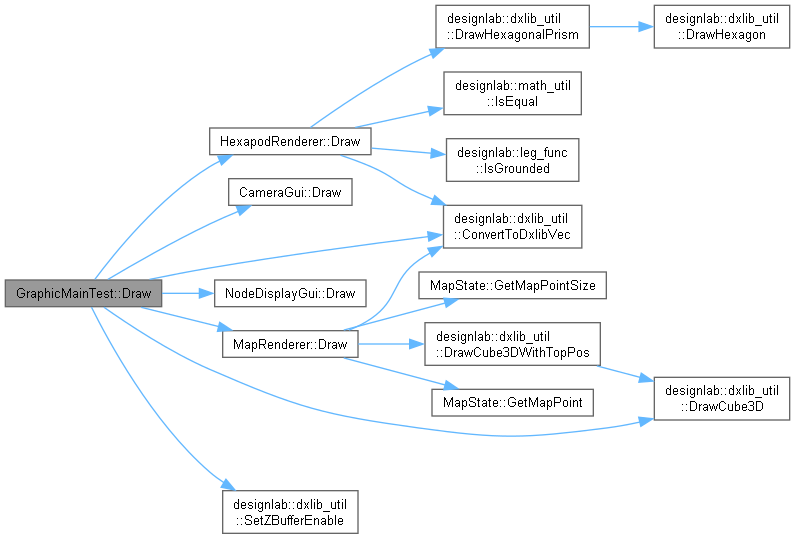 GraphicMainTest::Draw
HexapodRenderer::Draw
CameraGui::Draw
NodeDisplayGui::Draw
MapRenderer::Draw
designlab::dxlib_util
::SetZBufferEnable
designlab::dxlib_util
::DrawHexagonalPrism
designlab::math_util
::IsEqual
designlab::leg_func
::IsGrounded
designlab::dxlib_util
::ConvertToDxlibVec
MapState::GetMapPointSize
designlab::dxlib_util
::DrawCube3DWithTopPos
MapState::GetMapPoint
designlab::dxlib_util
::DrawHexagon
designlab::dxlib_util
::DrawCube3D